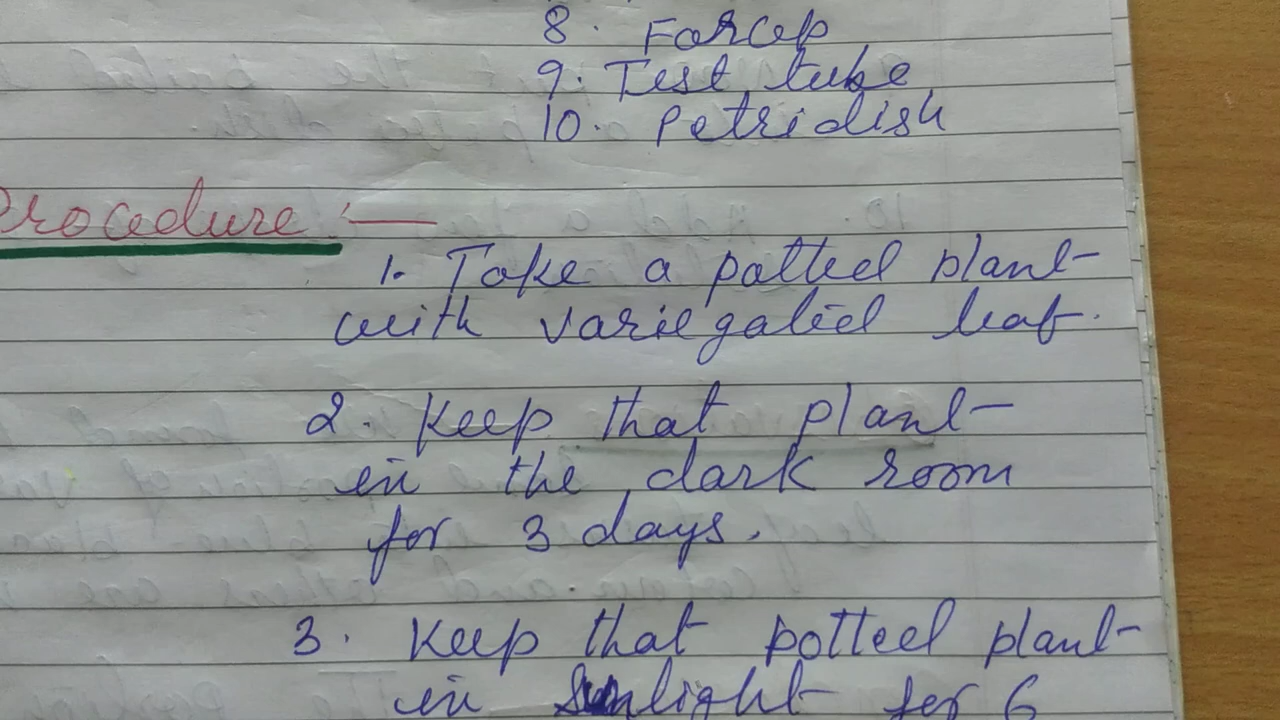 8. Forcep
9. Test tube
10. Petridish
Procedure :—
1. Take a potted plant
with variegated leaf.
2. Keep that plant
in the dark room
for 3 days.
3. Keep that potted plant
in Sunlight for 6